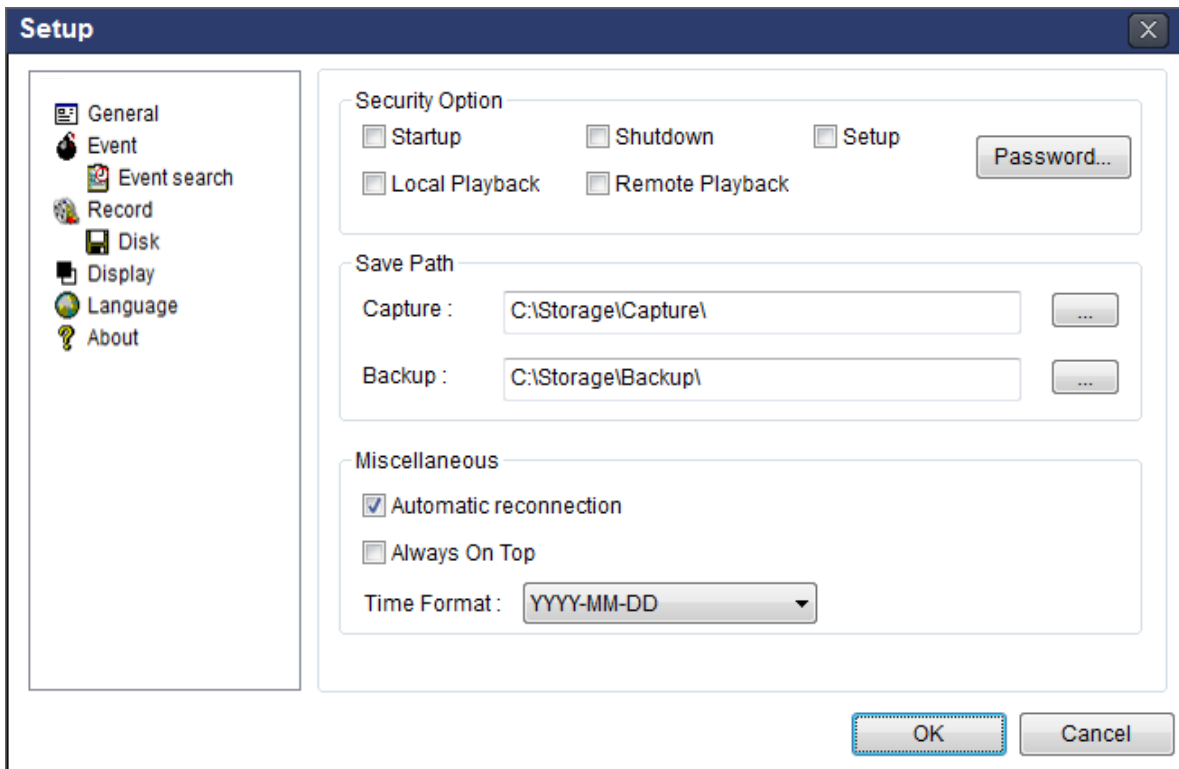 Setup
General
Event
Event search
Record
Disk
Display
Language
About
Security Option
Startup Shutdown Setup
Password...
Local Playback Remote Playback
Save Path
Capture : C:\Storage\Capture\ ...
Backup : C:\Storage\Backup\ ...
Miscellaneous
Automatic reconnection
Always On Top
Time Format : YYYY-MM-DD
OK Cancel